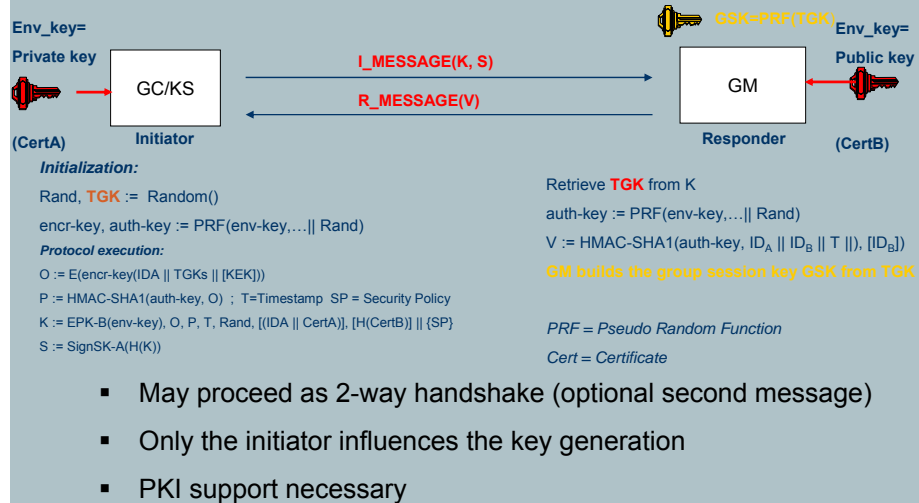 Env_key=
Private key
(CertA)
GC/KS
Initiator
I_MESSAGE(K, S)
R_MESSAGE(V)
GSK=PRF(TGK)
GM
Responder
Env_key=
Public key
(CertB)
Initialization:
Rand, TGK := Random()
encr-key, auth-key := PRF(env-key,…|| Rand)
Protocol execution:
O := E(encr-key(IDA || TGKs || [KEK]))
P := HMAC-SHA1(auth-key, O) ; T=Timestamp SP = Security Policy
K := EPK-B(env-key), O, P, T, Rand, [(IDA || CertA)], [H(CertB)] || {SP}
S := SignSK-A(H(K))
Retrieve TGK from K
auth-key := PRF(env-key,…|| Rand)
V := HMAC-SHA1(auth-key, ID_A || ID_B || T ||), [ID_B])
GM builds the group session key GSK from TGK
PRF = Pseudo Random Function
Cert = Certificate
▪ May proceed as 2-way handshake (optional second message)
▪ Only the initiator influences the key generation
▪ PKI support necessary